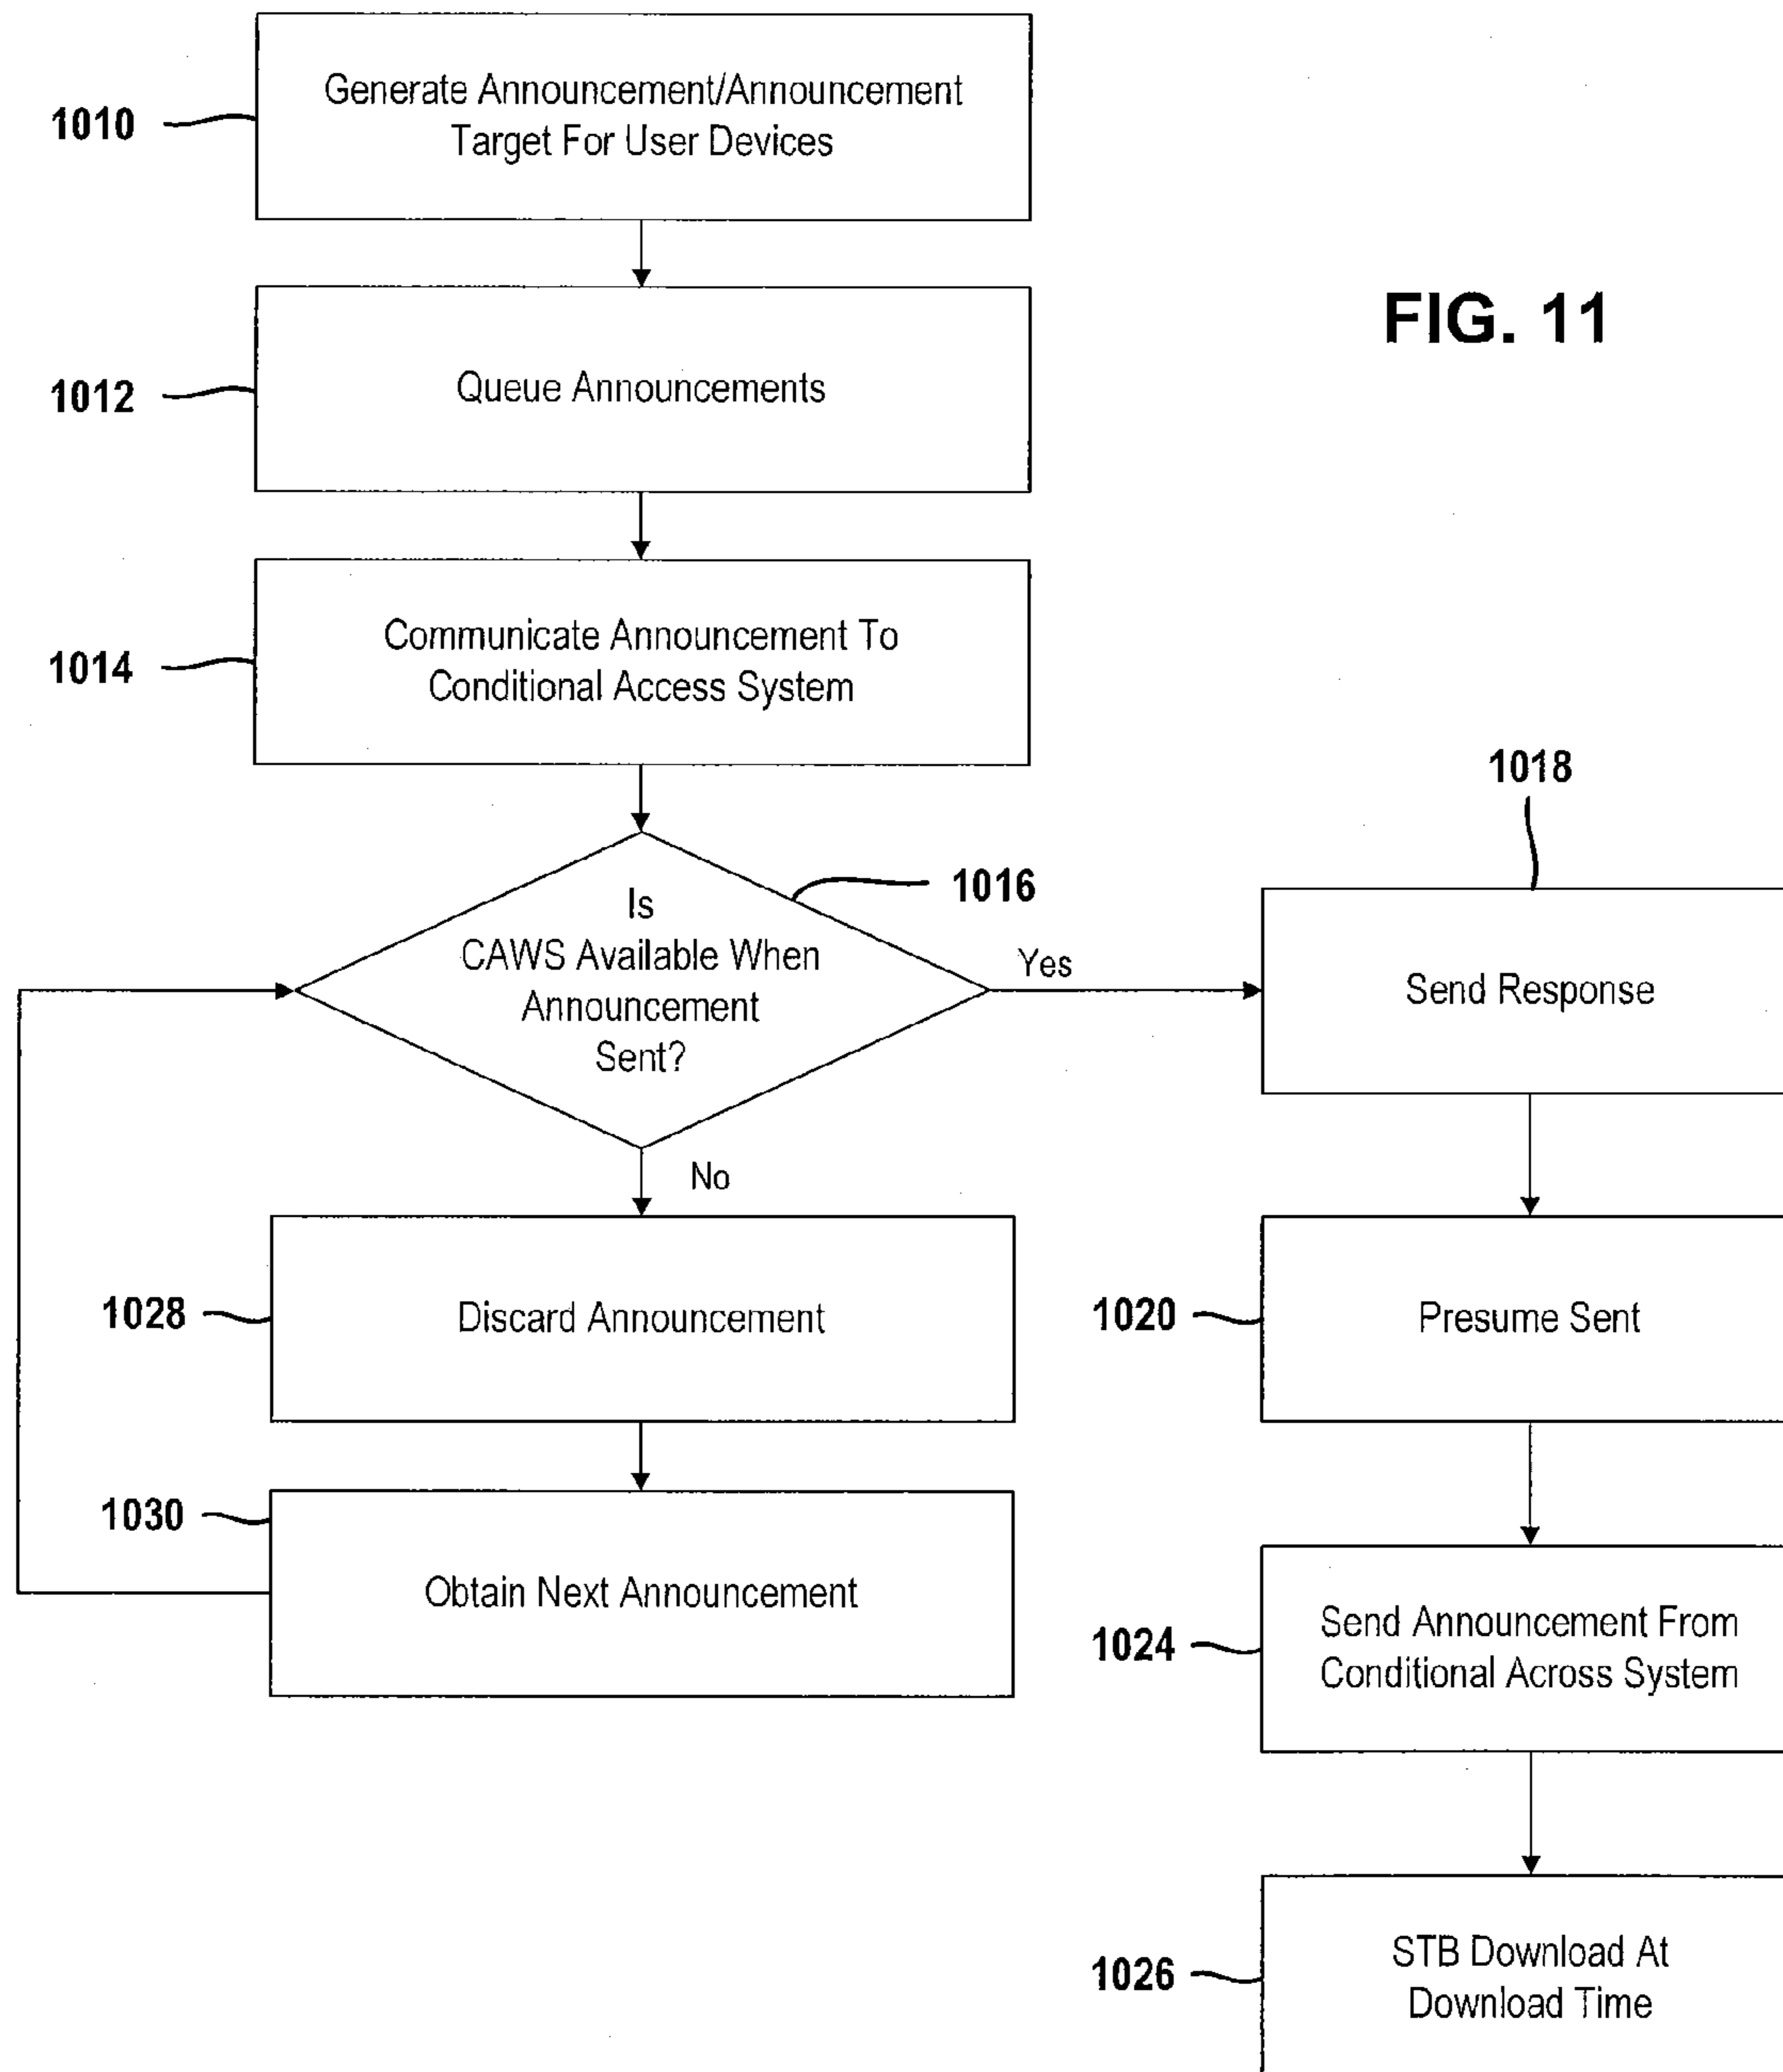 1010
Generate Announcement/Announcement
Target For User Devices
FIG. 11
1012
Queue Announcements
1014
Communicate Announcement To
Conditional Access System
1016
Is
CAWS Available When
Announcement
Sent?
Yes
No
1018
Send Response
1028
Discard Announcement
1020
Presume Sent
1030
Obtain Next Announcement
1024
Send Announcement From
Conditional Across System
1026
STB Download At
Download Time